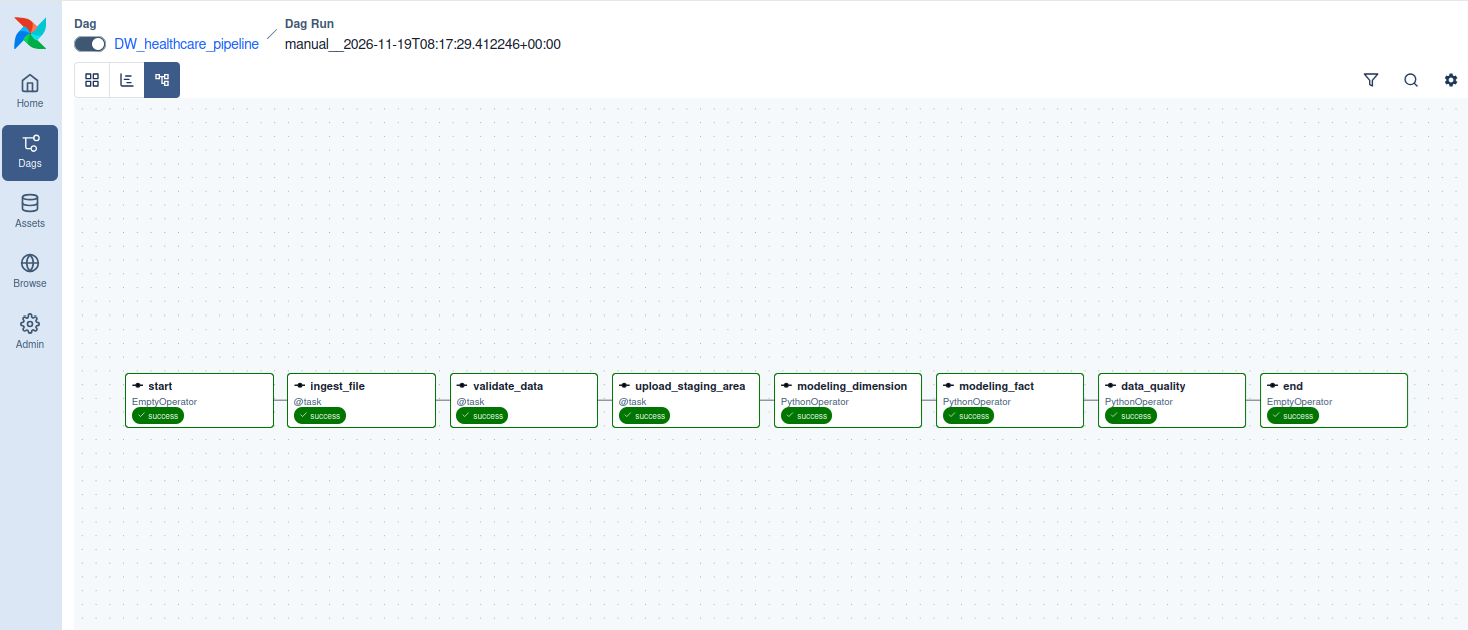 Dag
DW_healthcare_pipeline
Dag Run
manual__2026-11-19T08:17:29.412246+00:00
Home
Dags
Assets
Browse
Admin
start
EmptyOperator
success
ingest_file
@task
success
validate_data
@task
success
upload_staging_area
@task
success
modeling_dimension
PythonOperator
success
modeling_fact
PythonOperator
success
data_quality
PythonOperator
success
end
EmptyOperator
success